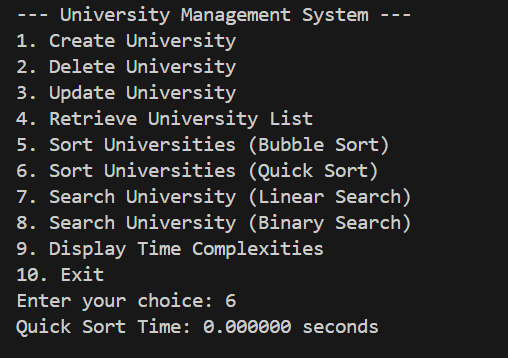 --- University Management System ---
1. Create University
2. Delete University
3. Update University
4. Retrieve University List
5. Sort Universities (Bubble Sort)
6. Sort Universities (Quick Sort)
7. Search University (Linear Search)
8. Search University (Binary Search)
9. Display Time Complexities
10. Exit
Enter your choice: 6
Quick Sort Time: 0.000000 seconds